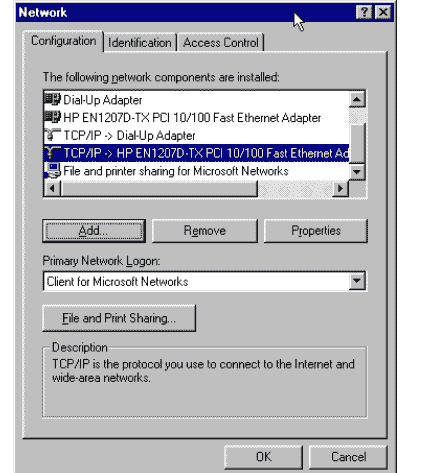 Network
Configuration Identification Access Control
The following network components are installed:
Dial-Up Adapter
HP EN1207D-TX PCI 10/100 Fast Ethernet Adapter
TCP/IP -> Dial-Up Adapter
TCP/IP -> HP EN1207D-TX PCI 10/100 Fast Ethernet Ad
File and printer sharing for Microsoft Networks
Add... Remove Properties
Primary Network Logon:
Client for Microsoft Networks
File and Print Sharing...
Description
TCP/IP is the protocol you use to connect to the Internet and
wide-area networks.
OK Cancel